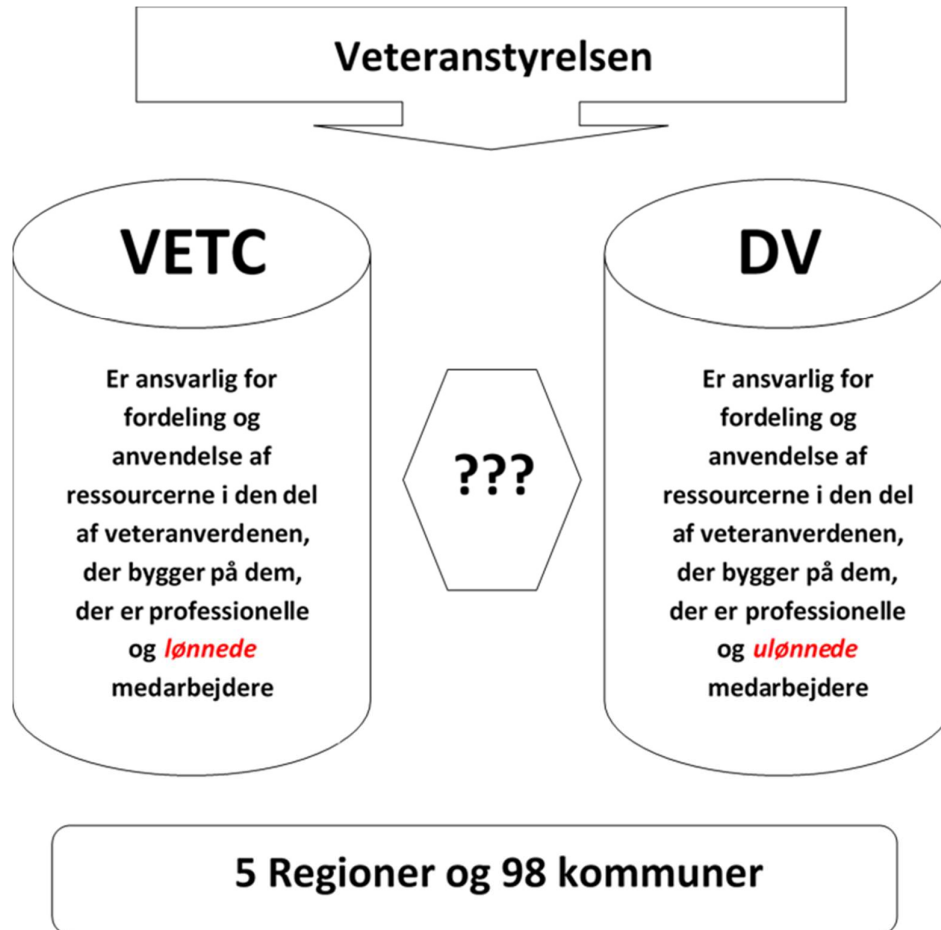 Veteranstyrelsen
VETC
Er ansvarlig for
fordeling og
anvendelse af
ressourcerne i den del
af veteranverdenen,
der bygger på dem,
der er professionelle
og lønnede
medarbejdere
???
DV
Er ansvarlig for
fordeling og
anvendelse af
ressourcerne i den del
af veteranverdenen,
der bygger på dem,
der er professionelle
og ulønnede
medarbejdere
5 Regioner og 98 kommuner